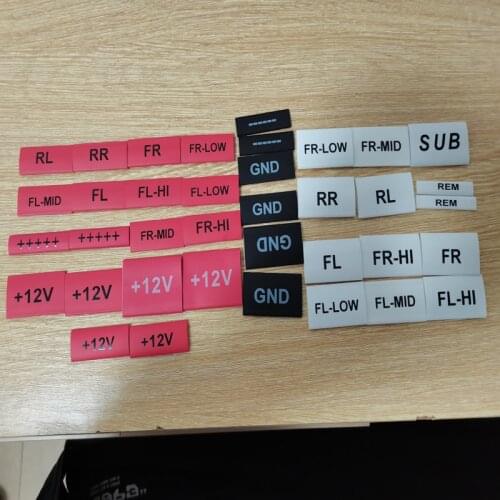 RL RR FR FR-LOW
FL-MID FL FL-HI FL-LOW
+++++ +++++ FR-MID FR-HI
+12V +12V +12V +12V
+12V +12V
------
------
GND
GND
GND
GND
FR-LOW FR-MID SUB
RR RL REM
REM
FL FR-HI FR
FL-LOW FL-MID FL-HI